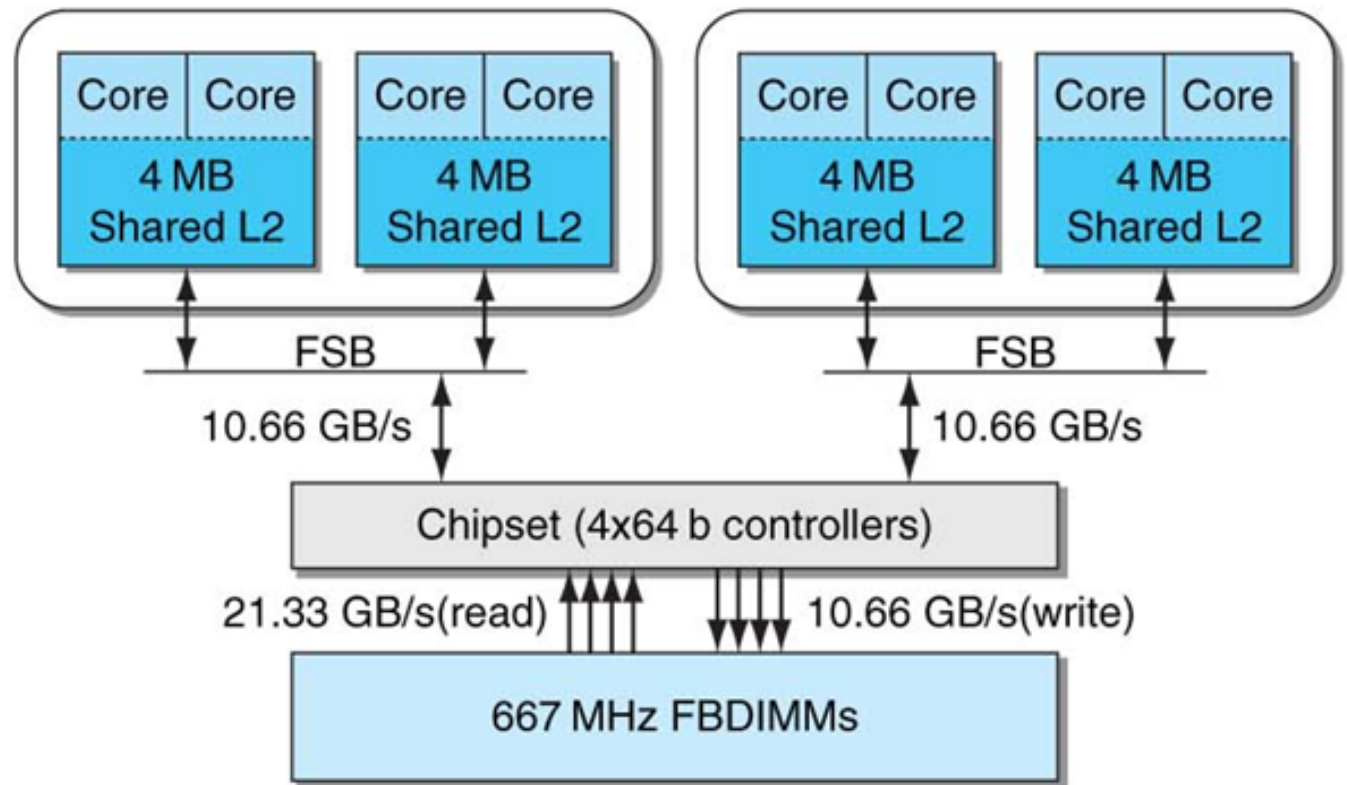 Core Core Core Core Core Core Core Core
4 MB 4 MB 4 MB 4 MB
Shared L2 Shared L2 Shared L2 Shared L2
FSB FSB
10.66 GB/s 10.66 GB/s
Chipset (4x64 b controllers)
21.33 GB/s(read) 10.66 GB/s(write)
667 MHz FBDIMMs